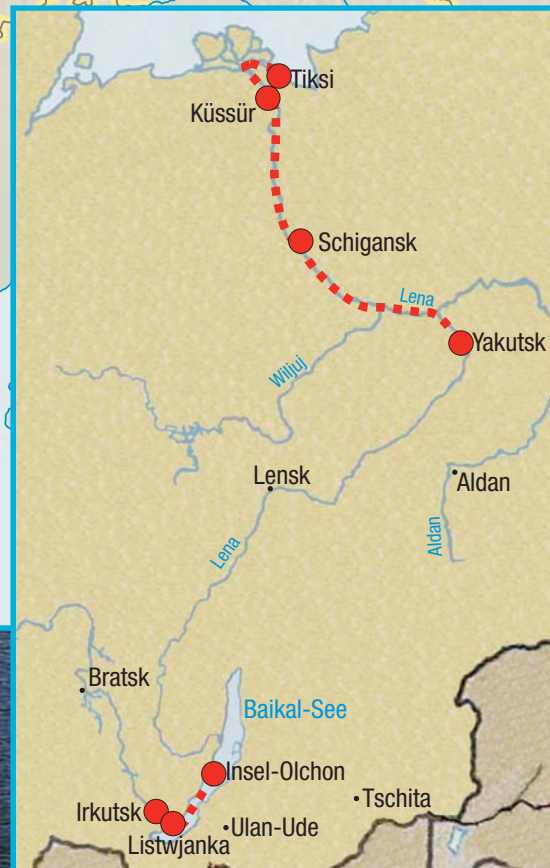 Tiksi
Küssür
Schigansk
Lena
Yakutsk
Wiljuj
Lensk
Aldan
Aldan
Lena
Bratsk
Baikal-See
Insel-Olchon
Tschita
Irkutsk
Ulan-Ude
Listwjanka